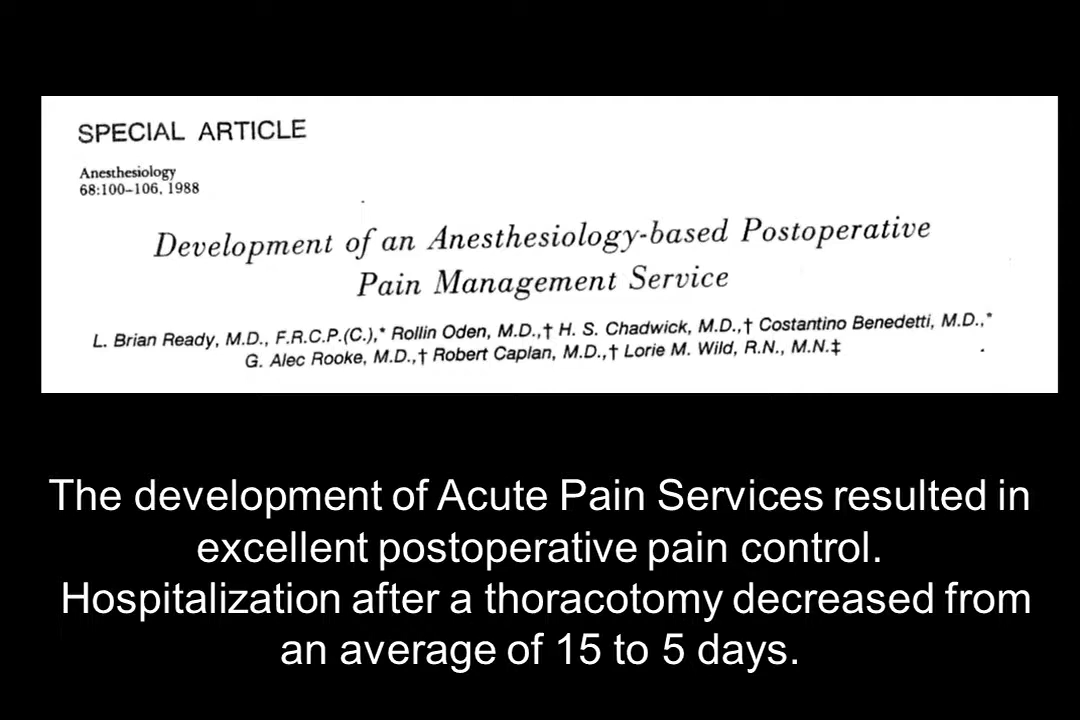 SPECIAL ARTICLE
Anesthesiology
68:100–106, 1988
Development of an Anesthesiology-based Postoperative
Pain Management Service
L. Brian Ready, M.D., F.R.C.P.(C.),* Rollin Oden, M.D.,† H. S. Chadwick, M.D.,† Costantino Benedetti, M.D.,*
G. Alec Rooke, M.D.,† Robert Caplan, M.D.,† Lorie M. Wild, R.N., M.N.‡
The development of Acute Pain Services resulted in
excellent postoperative pain control.
Hospitalization after a thoracotomy decreased from
an average of 15 to 5 days.